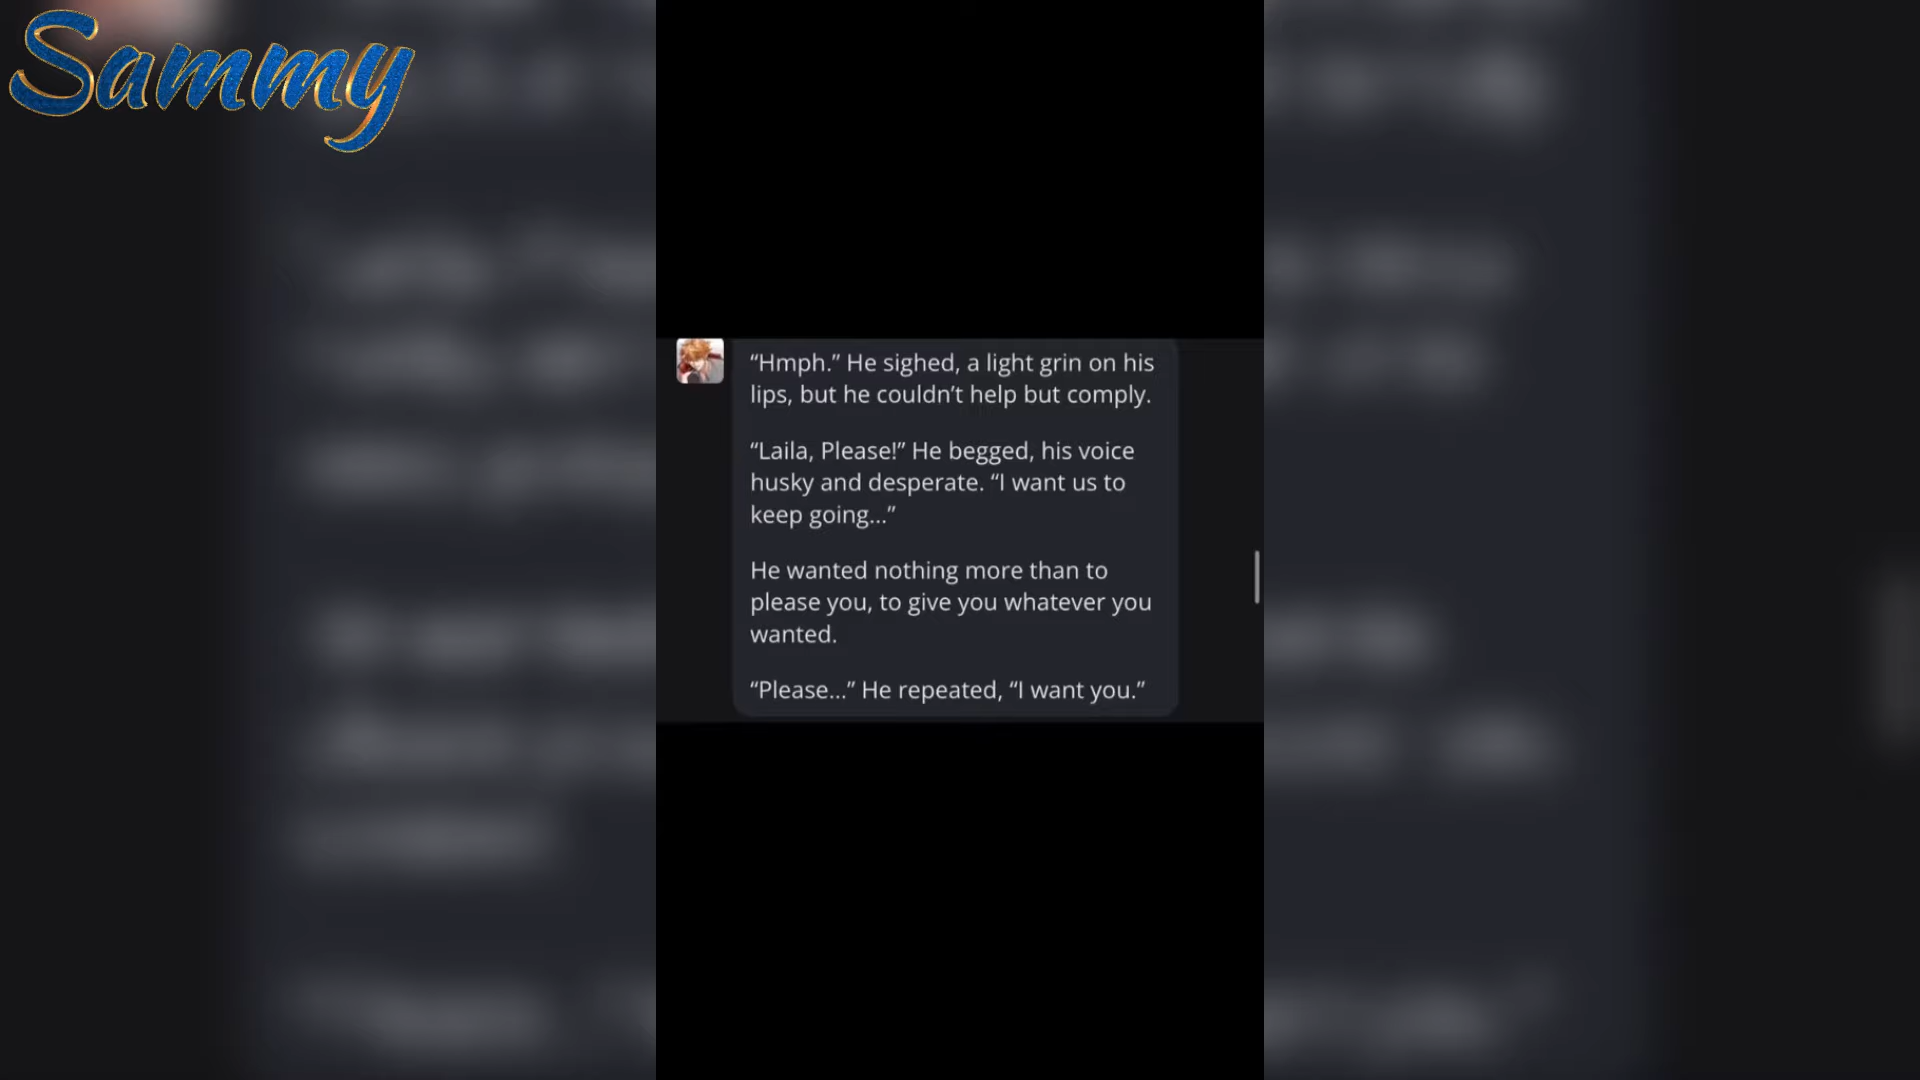 Sammy
“Hmph.” He sighed, a light grin on his
lips, but he couldn’t help but comply.
“Laila, Please!” He begged, his voice
husky and desperate. “I want us to
keep going...”
He wanted nothing more than to
please you, to give you whatever you
wanted.
“Please...” He repeated, “I want you.”